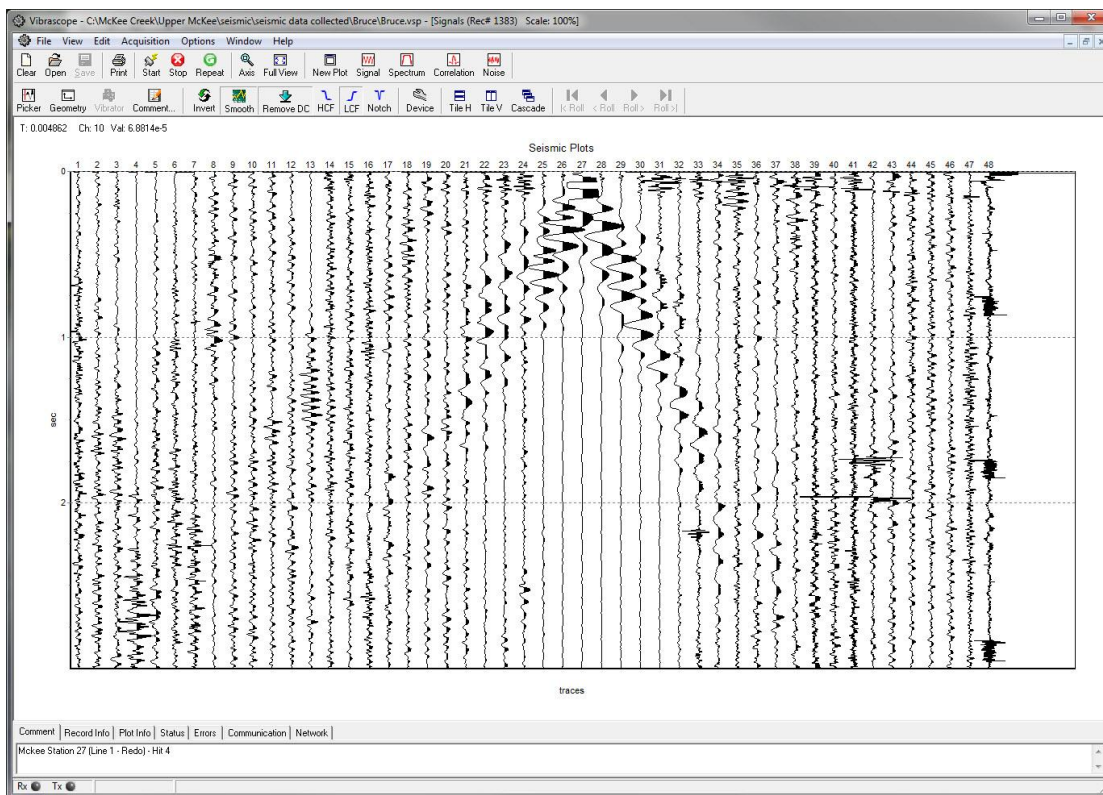 Vibrascope - C:\McKee Creek\Upper McKee\seismic\seismic data collected\Bruce\Bruce.vsp - [Signals (Rec# 1383) Scale: 100%]
File View Edit Acquisition Options Window Help
Clear Open Save Print Start Stop Repeat Axis Full View New Plot Signal Spectrum Correlation Noise
Picker Geometry Vibrator Comment... Invert Smooth Remove DC HCF LCF Notch Device Tile H Tile V Cascade |< Roll < Roll Roll > Roll >|
T: 0.004862 Ch: 10 Val: 6.8814e-5
Seismic Plots
1 2 3 4 5 6 7 8 9 10 11 12 13 14 15 16 17 18 19 20 21 22 23 24 25 26 27 28 29 30 31 32 33 34 35 36 37 38 39 40 41 42 43 44 45 46 47 48
0
1
sec
2
traces
Comment Record Info Plot Info Status Errors Communication Network
Mckee Station 27 (Line 1 - Redo) - Hit 4
Rx Tx